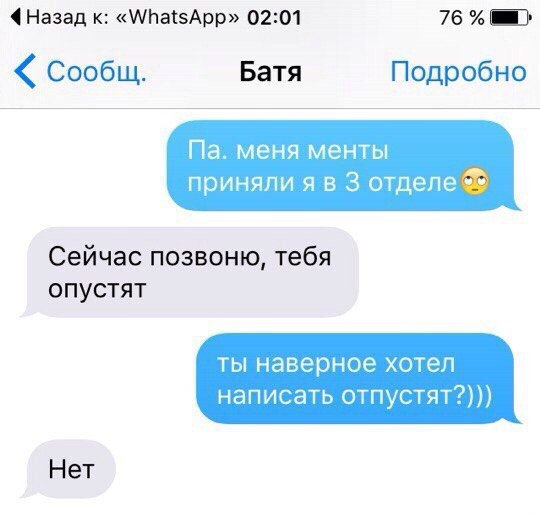 Назад к: «WhatsApp» 02:01 76 %
Сообщ. Батя Подробно
Па. меня менты
приняли я в 3 отделе🙄
Сейчас позвоню, тебя
опустят
ты наверное хотел
написать отпустят?)))
Нет